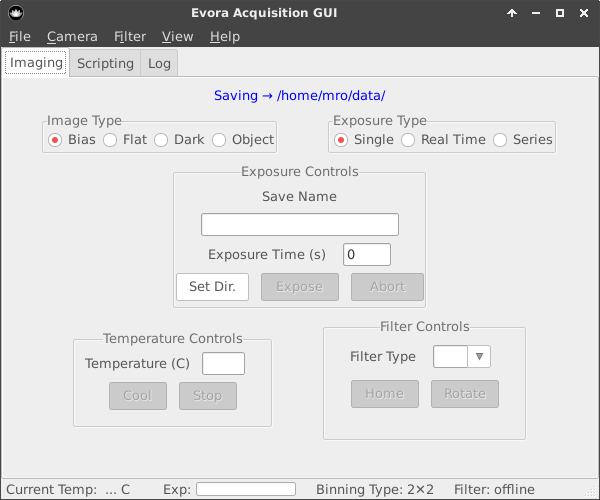 Evora Acquisition GUI
File Camera Filter View Help
Imaging Scripting Log
Saving → /home/mro/data/
Image Type
Bias Flat Dark Object
Exposure Type
Single Real Time Series
Exposure Controls
Save Name
Exposure Time (s) 0
Set Dir. Expose Abort
Temperature Controls
Temperature (C)
Cool Stop
Filter Controls
Filter Type
Home Rotate
Current Temp: ... C Exp: Binning Type: 2×2 Filter: offline